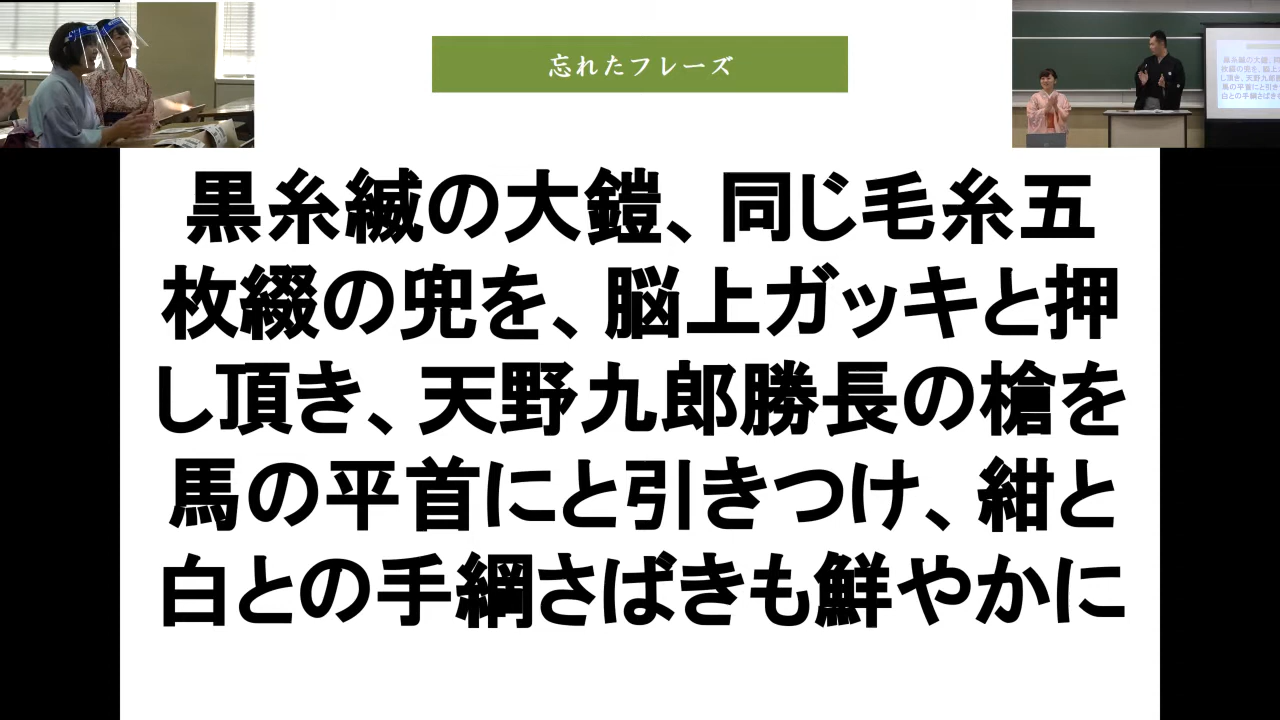 忘れたフレーズ
黒糸縅の大鎧、同じ毛糸五
枚綴の兜を、脳上ガッキと押
し頂き、天野九郎勝長の槍を
馬の平首にと引きつけ、紺と
白との手綱さばきも鮮やかに